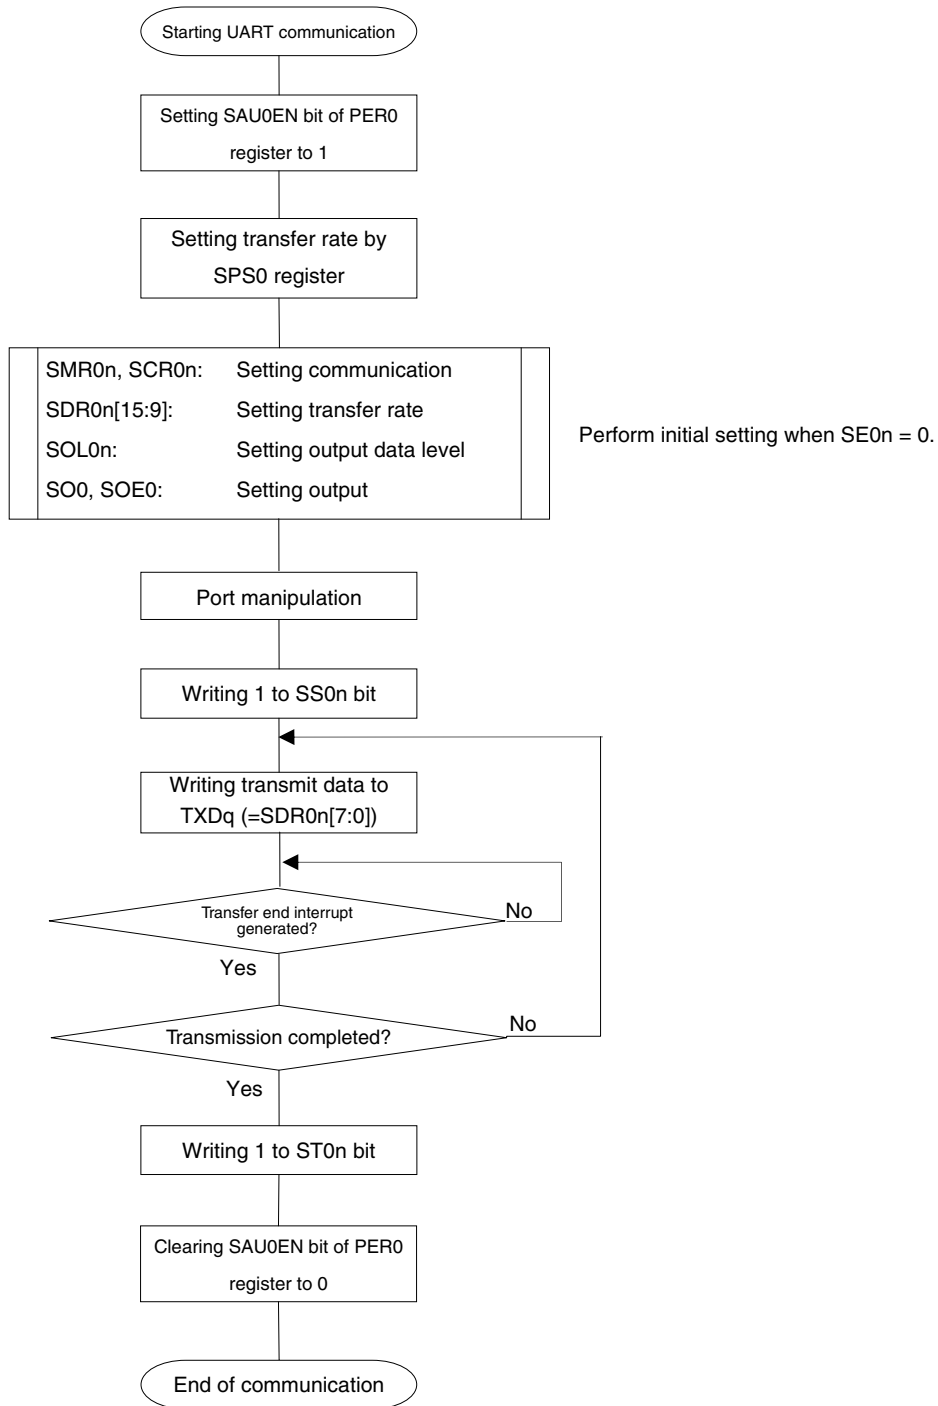 Starting UART communication
Setting SAU0EN bit of PER0
register to 1
Setting transfer rate by
SPS0 register
SMR0n, SCR0n: Setting communication
SDR0n[15:9]: Setting transfer rate
SOL0n: Setting output data level
SO0, SOE0: Setting output
Perform initial setting when SE0n = 0.
Port manipulation
Writing 1 to SS0n bit
Writing transmit data to
TXDq (=SDR0n[7:0])
Transfer end interrupt
generated?
No
Yes
Transmission completed?
No
Yes
Writing 1 to ST0n bit
Clearing SAU0EN bit of PER0
register to 0
End of communication